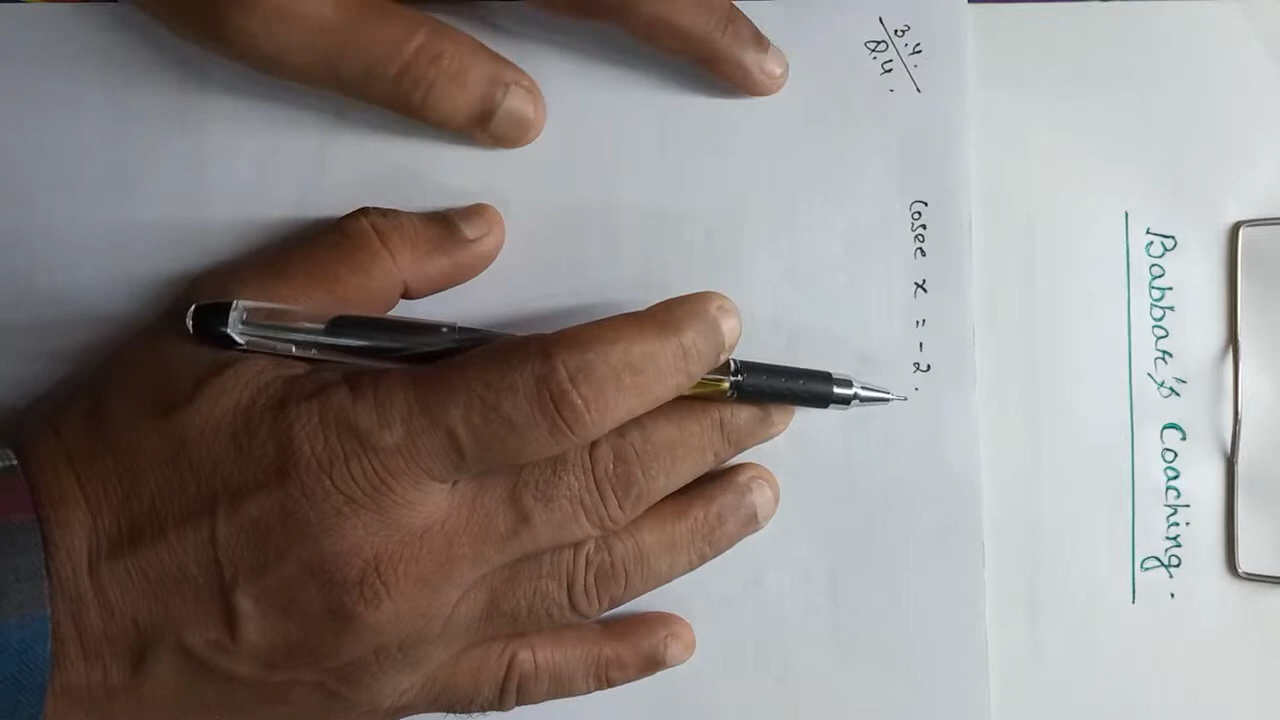 Babbar's Coaching.
3.4.
Q.4.
Cosec x = -2.